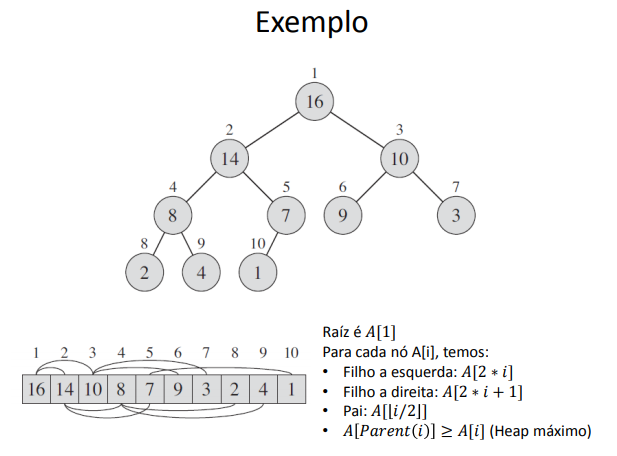 Exemplo
1
16
2
3
14
10
4
5
6
7
8
7
9
3
8
9
10
2
4
1
1 2 3 4 5 6 7 8 9 10
16 14 10 8 7 9 3 2 4 1
Raíz é A[1]
Para cada nó A[i], temos:
• Filho a esquerda: A[2 ∗ i]
• Filho a direita: A[2 ∗ i + 1]
• Pai: A[⌊i/2⌋]
• A[Parent(i)] ≥ A[i] (Heap máximo)